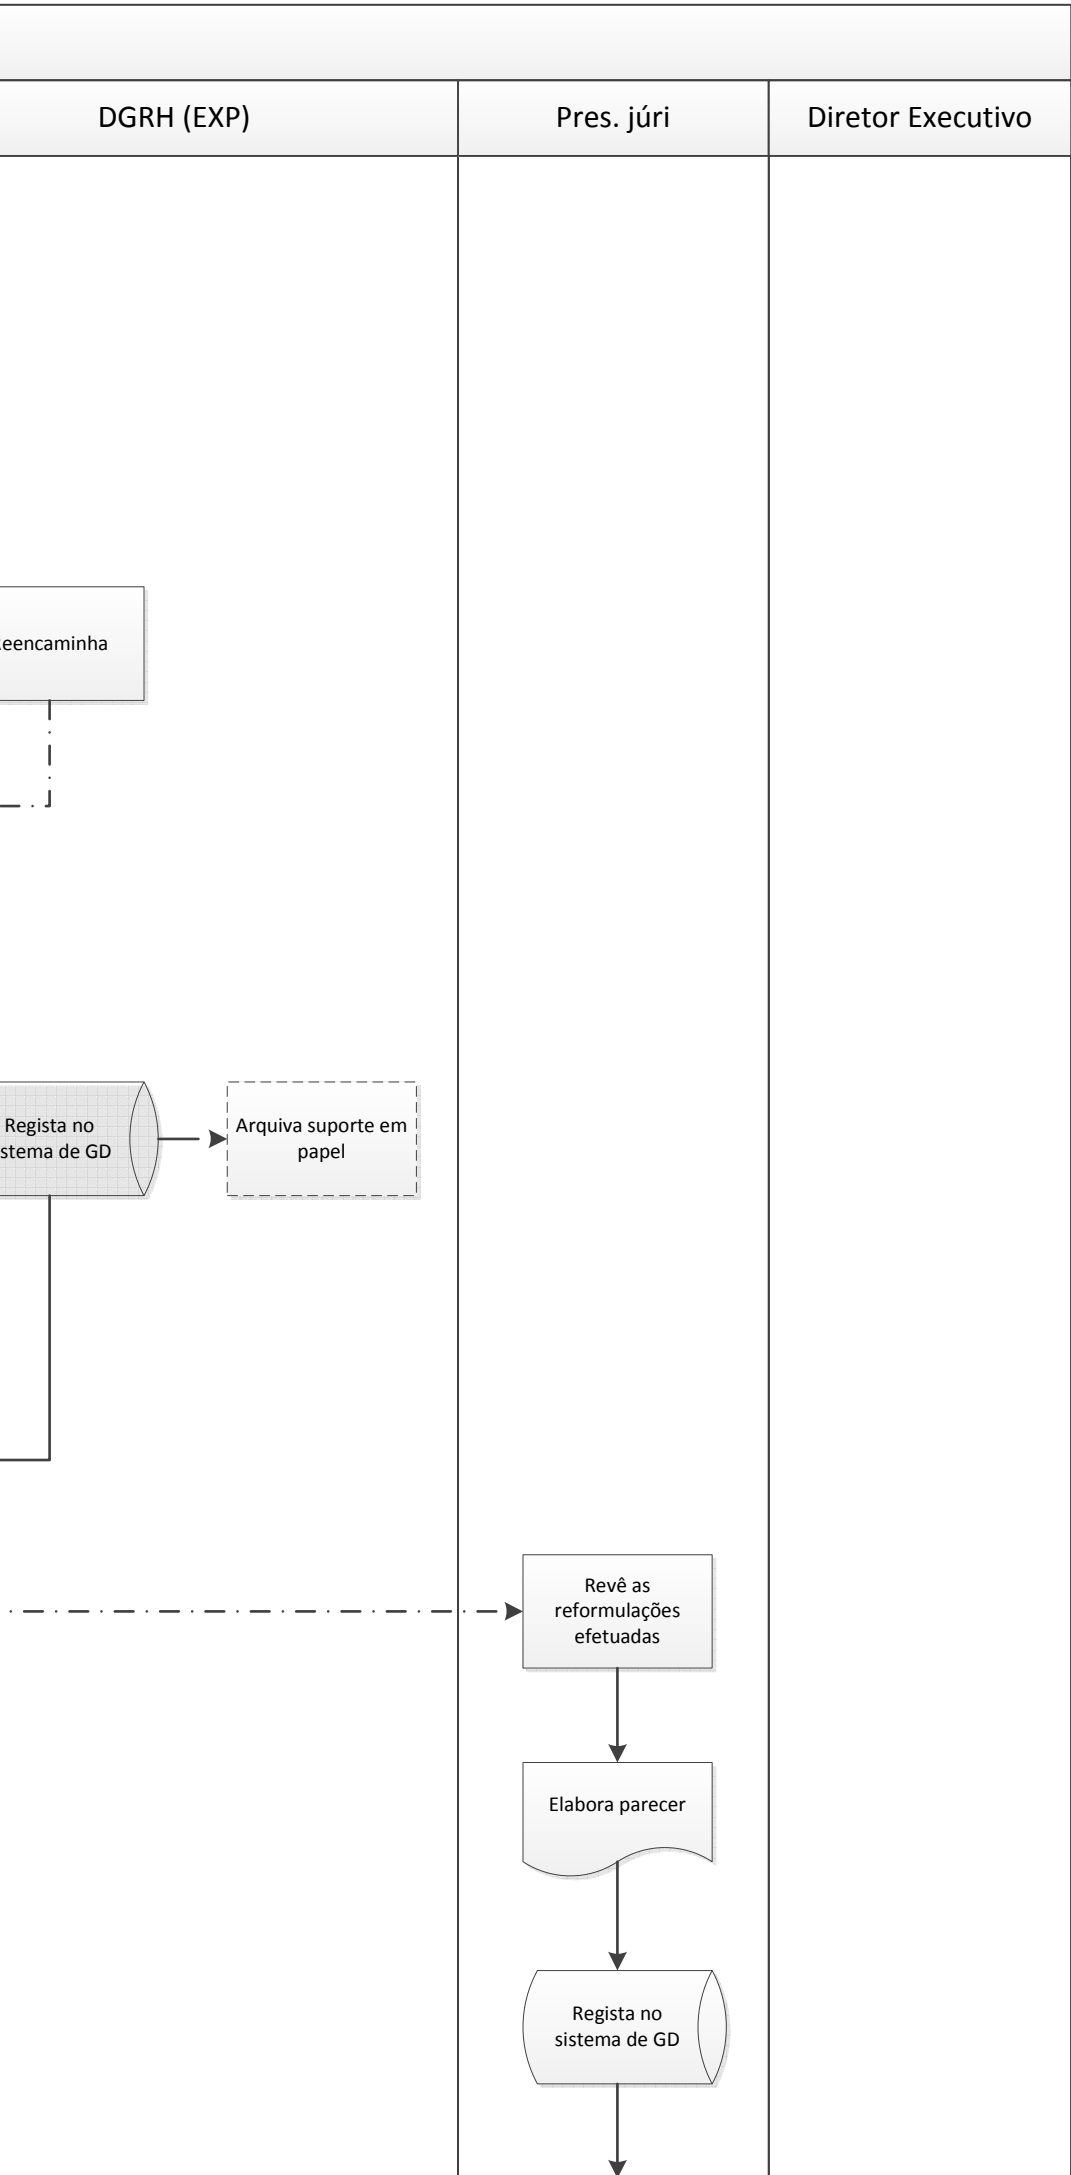 DGRH (EXP)
Pres. júri
Diretor Executivo
eencaminha
Regista no
stema de GD
Arquiva suporte em
papel
Revê as
reformulações
efetuadas
Elabora parecer
Regista no
sistema de GD